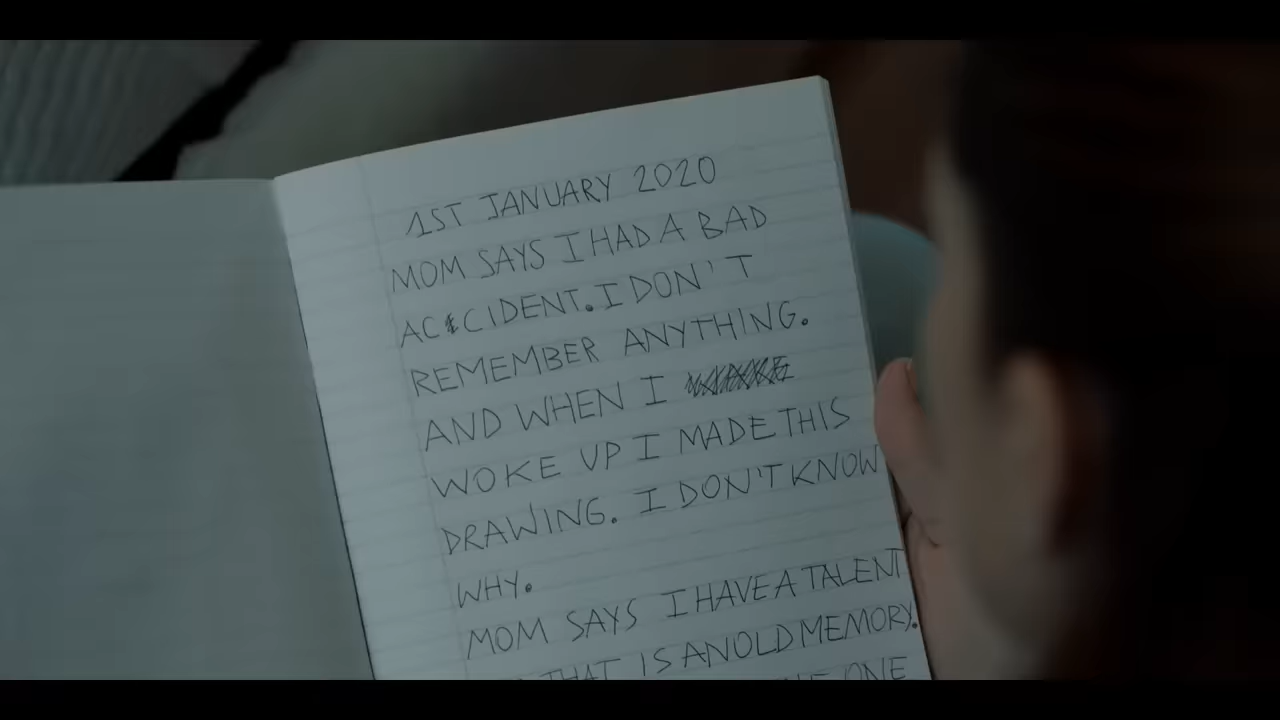 1ST JANUARY 2020
MOM SAYS I HAD A BAD
ACCIDENT. I DON'T
REMEMBER ANYTHING.
AND WHEN I
WOKE UP I MADE THIS
DRAWING. I DON'T KNOW
WHY.
MOM SAYS I HAVE A TALENT
THAT IS AN OLD MEMORY.
ONE